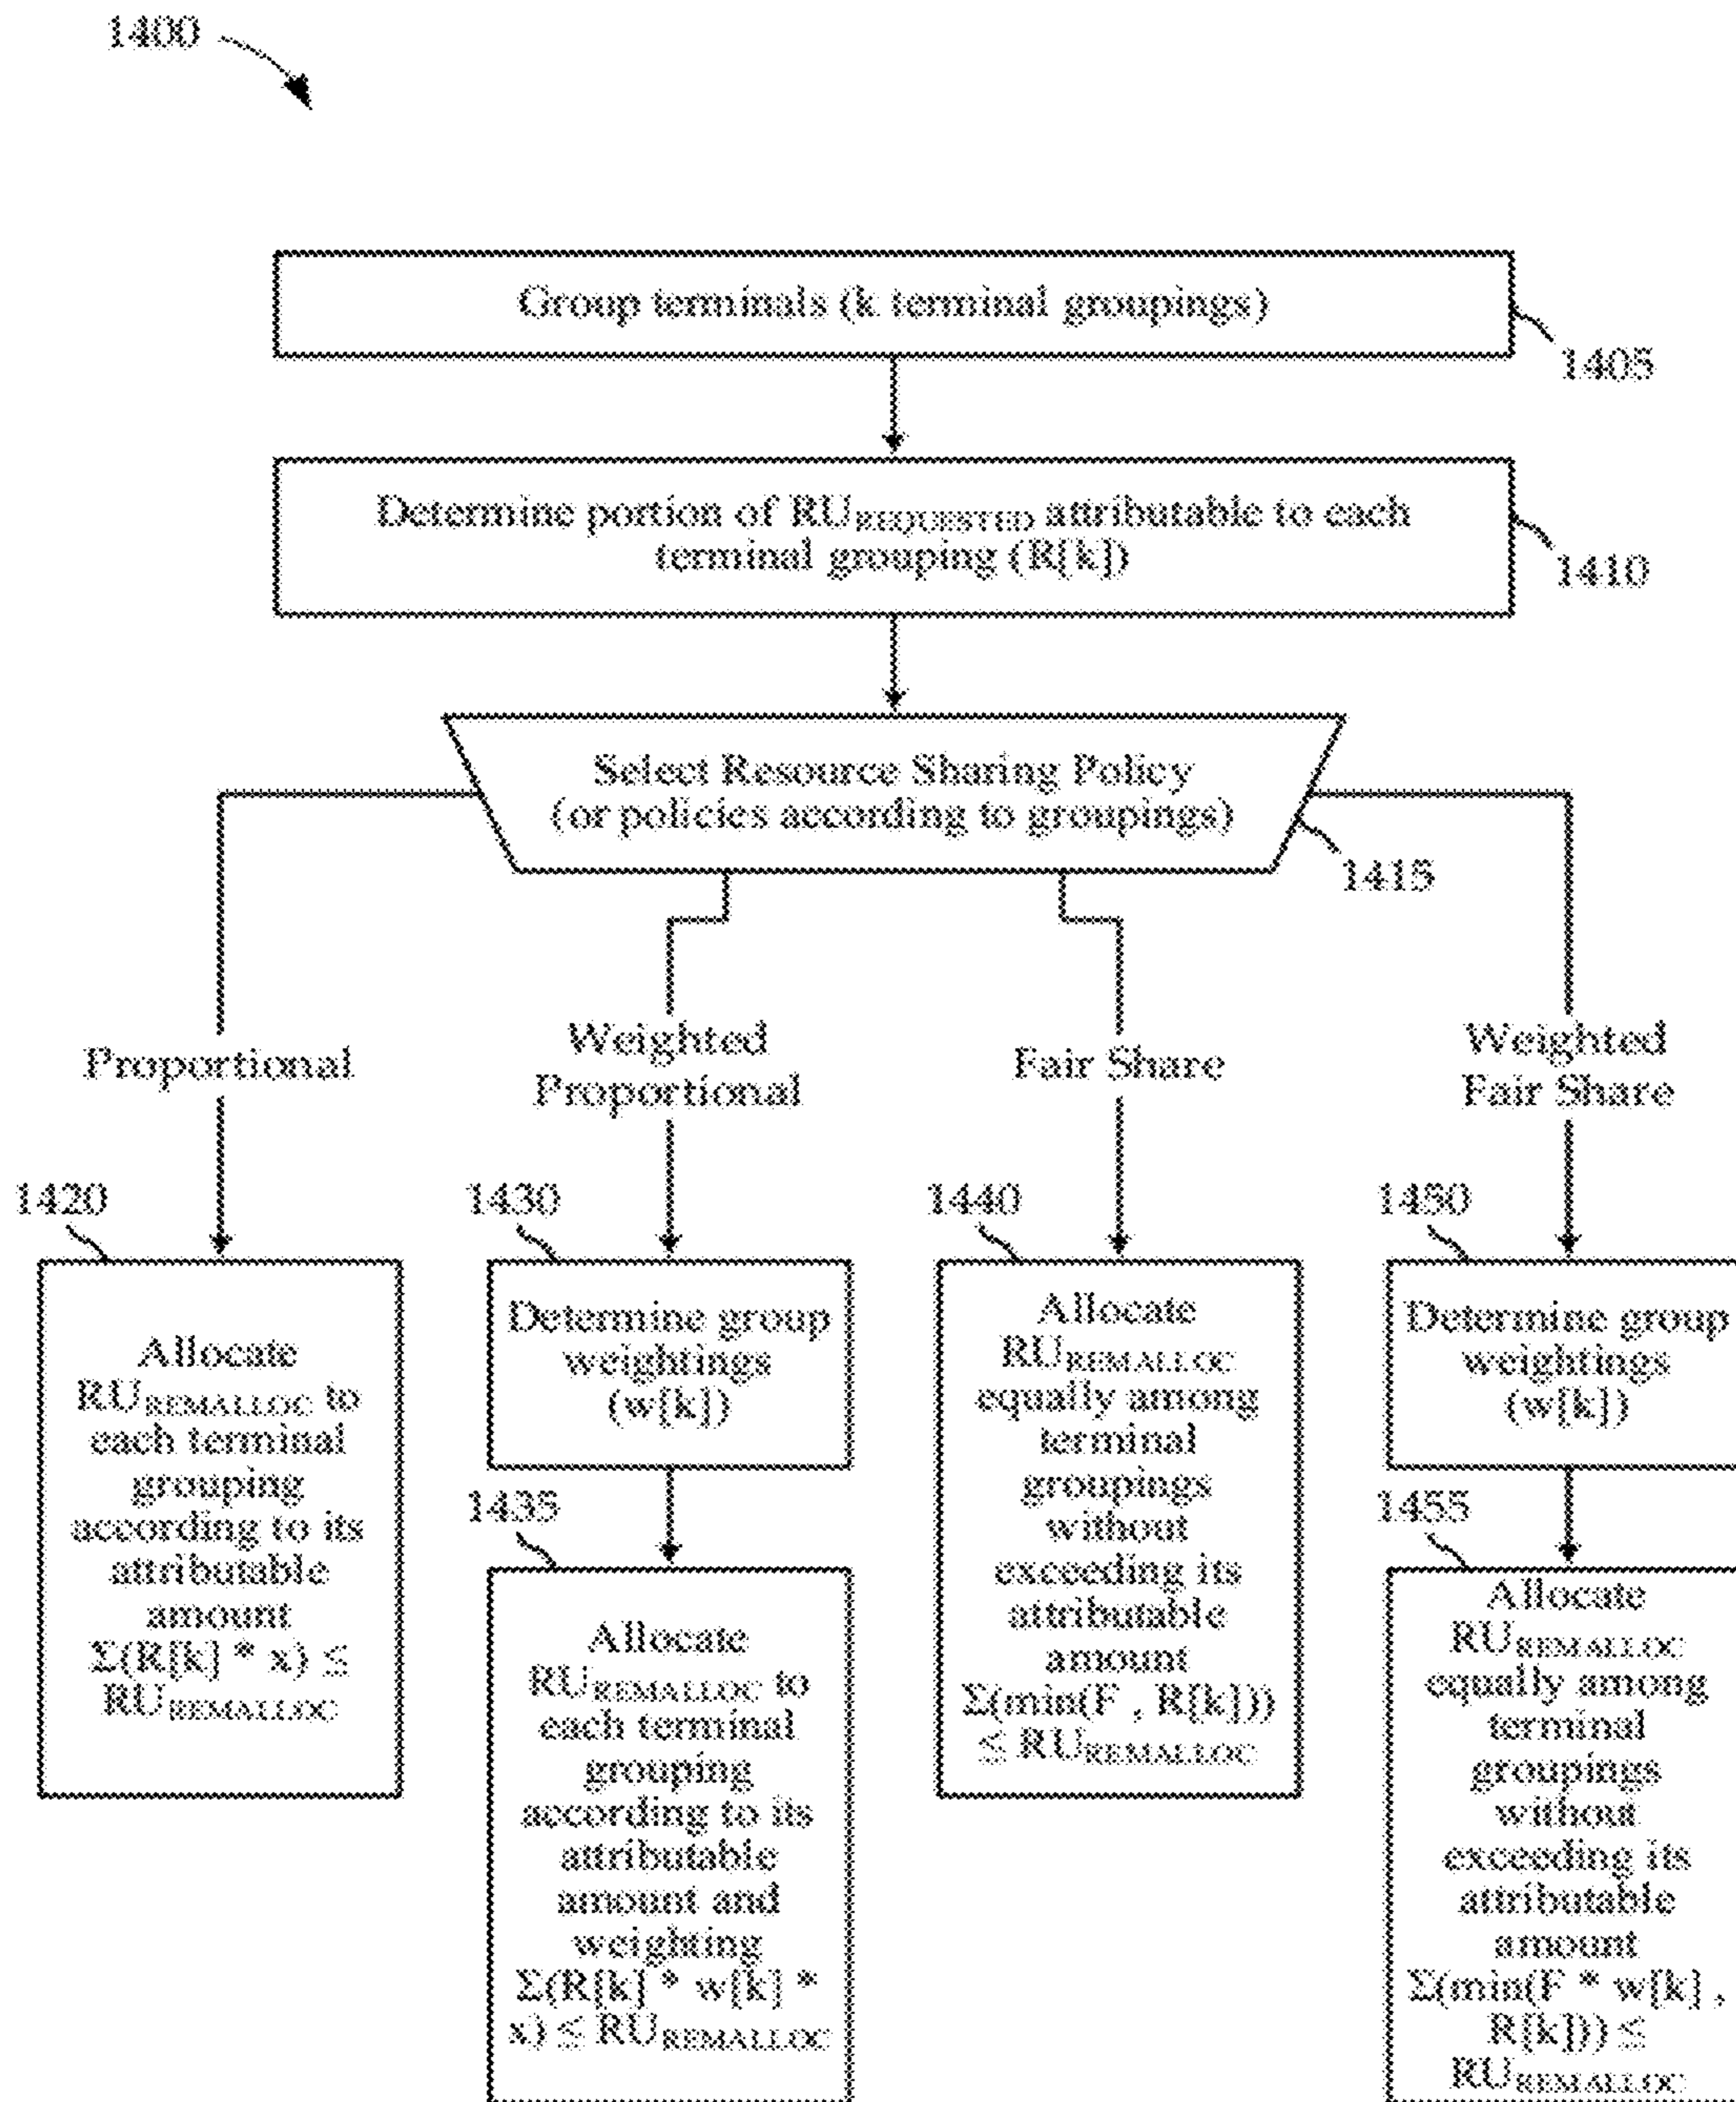 1400
Group terminals (k terminal groupings)
1405
Determine portion of RU_REQUESTED attributable to each
terminal grouping (R[k])
1410
Select Resource Sharing Policy
(or policies according to groupings)
1415
Proportional
Weighted
Proportional
Fair Share
Weighted
Fair Share
1420
Allocate
RU_REMALLOC to
each terminal
grouping
according to its
attributable
amount
Σ(R[k] * x) ≤
RU_REMALLOC
1430
Determine group
weightings
(w[k])
1435
Allocate
RU_REMALLOC to
each terminal
grouping
according to its
attributable
amount and
weighting
Σ(R[k] * w[k] *
x) ≤ RU_REMALLOC
1440
Allocate
RU_REMALLOC
equally among
terminal
groupings
without
exceeding its
attributable
amount
Σ(min(F , R[k]))
≤ RU_REMALLOC
1450
Determine group
weightings
(w[k])
1455
Allocate
RU_REMALLOC
equally among
terminal
groupings
without
exceeding its
attributable
amount
Σ(min(F * w[k] ,
R[k])) ≤
RU_REMALLOC